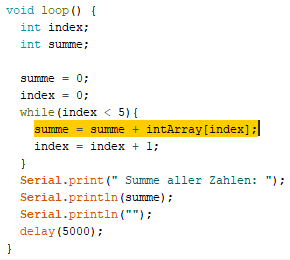 void loop() {
  int index;
  int summe;

  summe = 0;
  index = 0;
  while(index < 5){
    summe = summe + intArray[index];
    index = index + 1;
  }
  Serial.print(" Summe aller Zahlen: ");
  Serial.println(summe);
  Serial.println("");
  delay(5000);
}